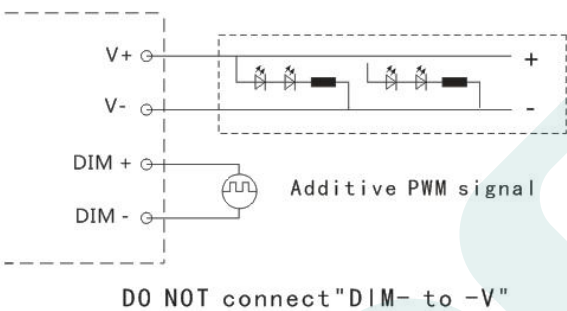 V+
+
V-
-
DIM +
Additive PWM signal
DIM -
DO NOT connect"DIM- to -V"